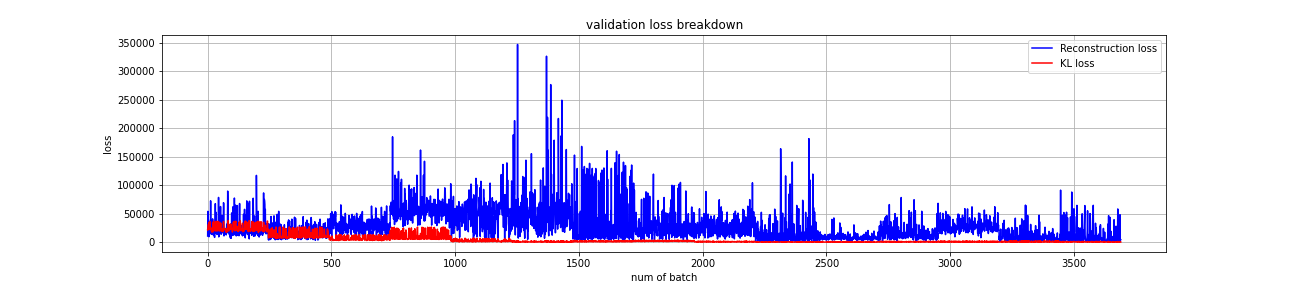 validation loss breakdown
Reconstruction loss
KL loss
350000
300000
250000
200000
150000
100000
50000
0
loss
0 500 1000 1500 2000 2500 3000 3500
num of batch